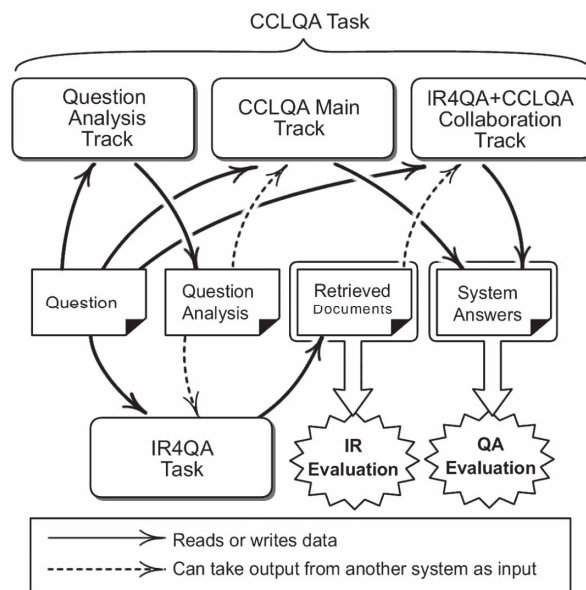 CCLQA Task
Question
Analysis
Track
CCLQA Main
Track
IR4QA+CCLQA
Collaboration
Track
Question
Question
Analysis
Retrieved
Documents
System
Answers
IR4QA
Task
IR
Evaluation
QA
Evaluation
Reads or writes data
Can take output from another system as input